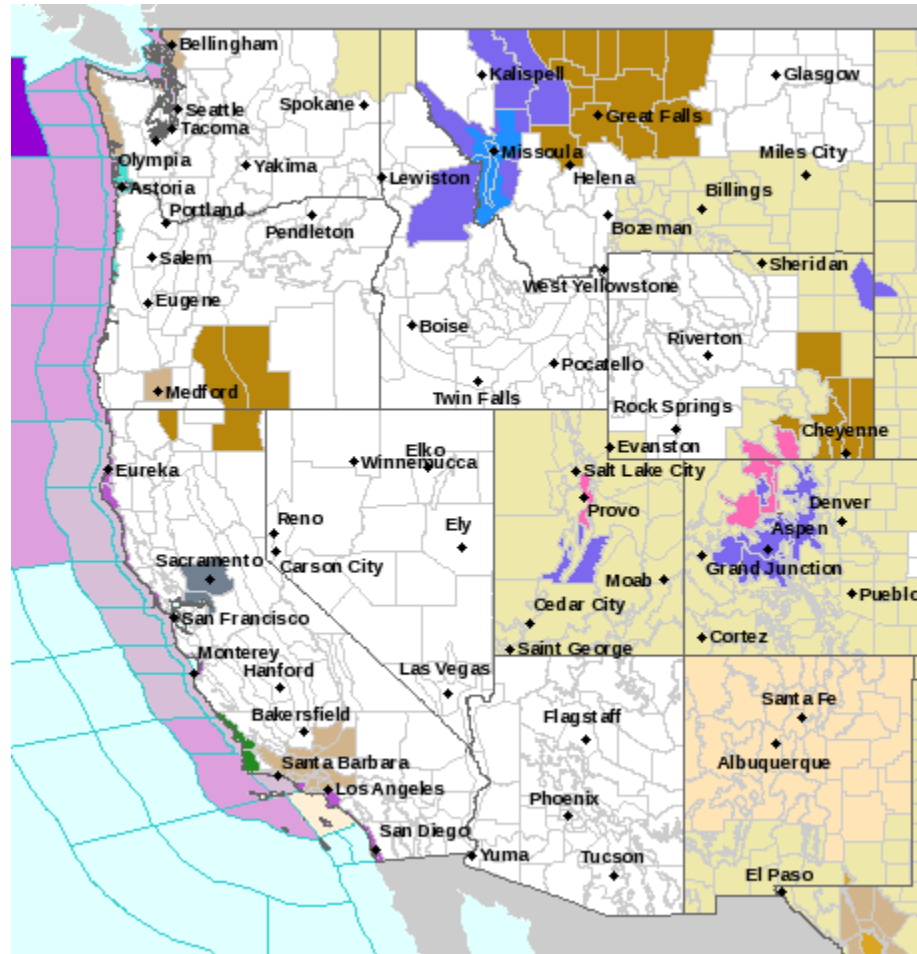 Bellingham
Kalispell
Glasgow
Seattle
Spokane
Great Falls
Tacoma
Olympia
Missoula
Miles City
Yakima
Lewiston
Helena
Astoria
Billings
Portland
Pendleton
Bozeman
Salem
Sheridan
West Yellowstone
Eugene
Boise
Riverton
Pocatello
Medford
Twin Falls
Rock Springs
Cheyenne
Elko
Evanston
Eureka
Winnemucca
Salt Lake City
Provo
Denver
Reno
Ely
Aspen
Sacramento
Carson City
Grand Junction
Moab
Pueblo
Cedar City
San Francisco
Cortez
Saint George
Monterey
Hanford
Las Vegas
Santa Fe
Bakersfield
Flagstaff
Albuquerque
Santa Barbara
Los Angeles
Phoenix
San Diego
Yuma
Tucson
El Paso